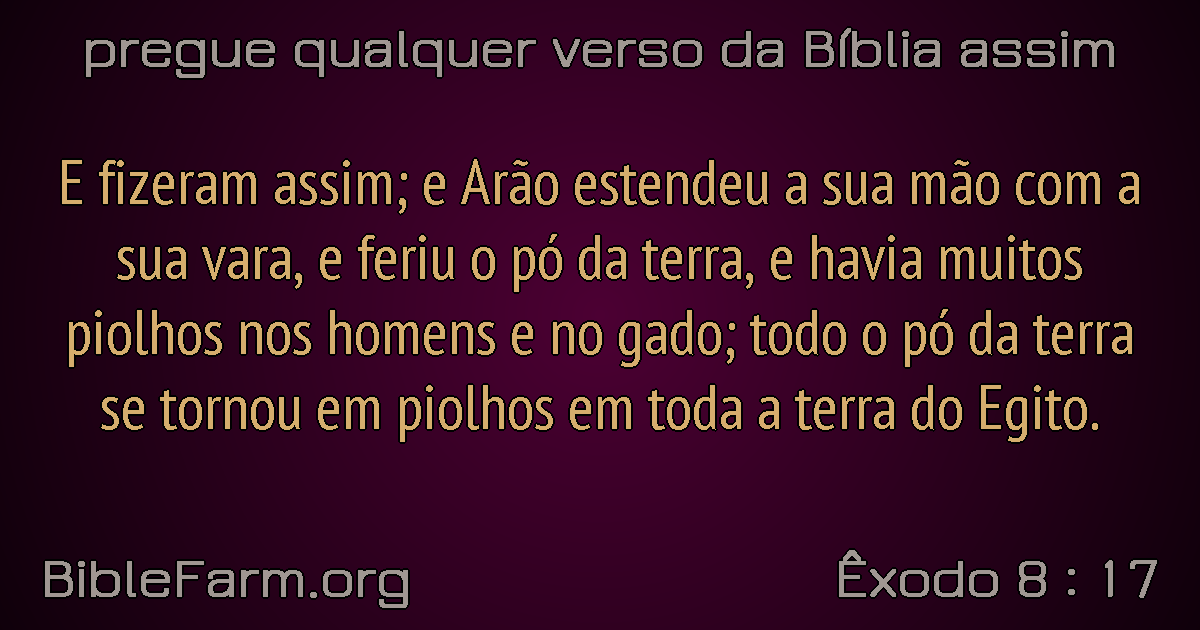 pregue qualquer verso da Bíblia assim
E fizeram assim; e Arão estendeu a sua mão com a
sua vara, e feriu o pó da terra, e havia muitos
piolhos nos homens e no gado; todo o pó da terra
se tornou em piolhos em toda a terra do Egito.
BibleFarm.org
Êxodo 8 : 17